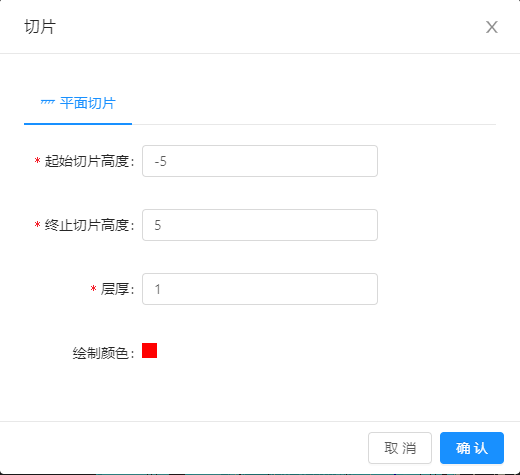 切片
平面切片
* 起始切片高度: -5
* 终止切片高度: 5
* 层厚: 1
绘制颜色:
取 消 确 认